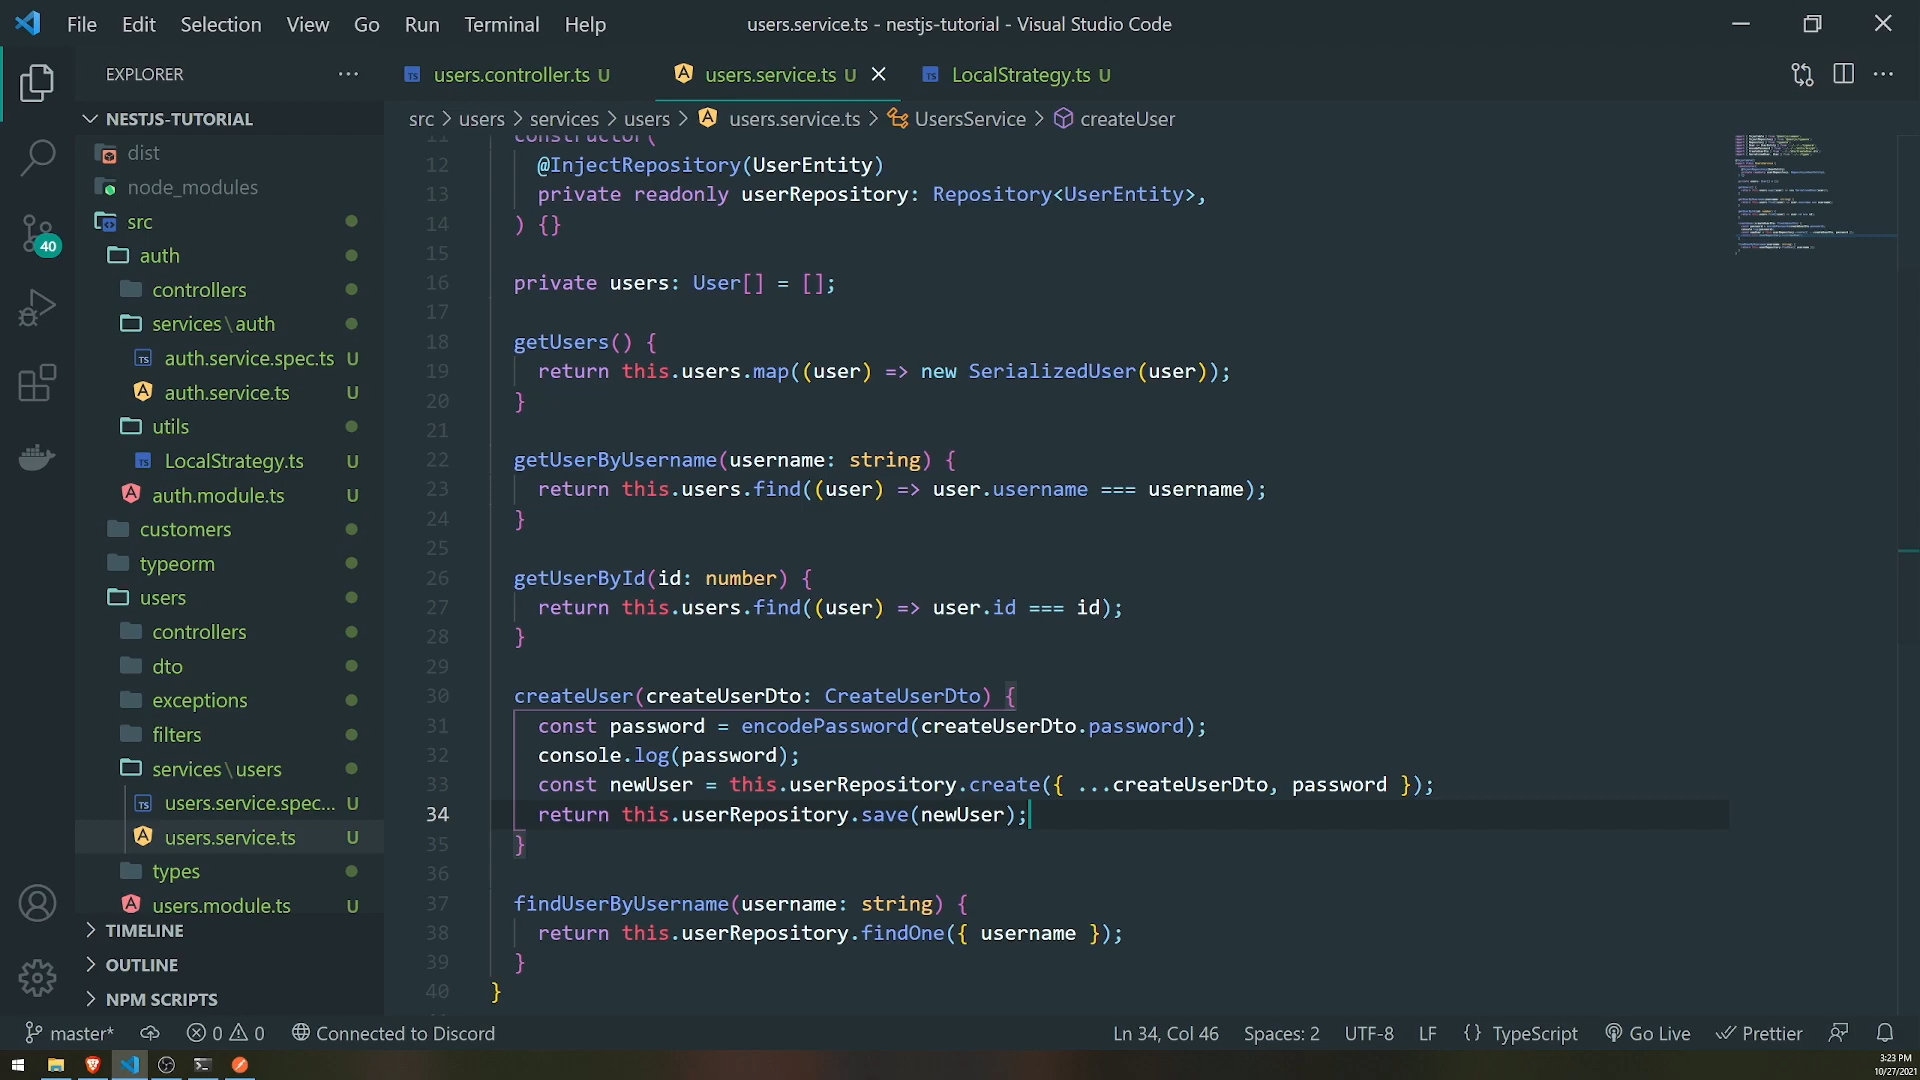 File Edit Selection View Go Run Terminal Help
users.service.ts - nestjs-tutorial - Visual Studio Code
EXPLORER
users.controller.ts U
users.service.ts U
LocalStrategy.ts U
NESTJS-TUTORIAL
src > users > services > users > users.service.ts > UsersService > createUser
dist
node_modules
src
auth
controllers
services\auth
auth.service.spec.ts U
auth.service.ts U
utils
LocalStrategy.ts U
auth.module.ts U
customers
typeorm
users
controllers
dto
exceptions
filters
services\users
users.service.spec... U
users.service.ts U
types
users.module.ts U
TIMELINE
OUTLINE
NPM SCRIPTS
40
11 constructor(
12 @InjectRepository(UserEntity)
13 private readonly userRepository: Repository<UserEntity>,
14 ) {}
15
16 private users: User[] = [];
17
18 getUsers() {
19 return this.users.map((user) => new SerializedUser(user));
20 }
21
22 getUserByUsername(username: string) {
23 return this.users.find((user) => user.username === username);
24 }
25
26 getUserById(id: number) {
27 return this.users.find((user) => user.id === id);
28 }
29
30 createUser(createUserDto: CreateUserDto) {
31 const password = encodePassword(createUserDto.password);
32 console.log(password);
33 const newUser = this.userRepository.create({ ...createUserDto, password });
34 return this.userRepository.save(newUser);
35 }
36
37 findUserByUsername(username: string) {
38 return this.userRepository.findOne({ username });
39 }
40 }
master* 0 0 Connected to Discord
Ln 34, Col 46 Spaces: 2 UTF-8 LF {} TypeScript Go Live Prettier
3:23 PM
10/27/2021